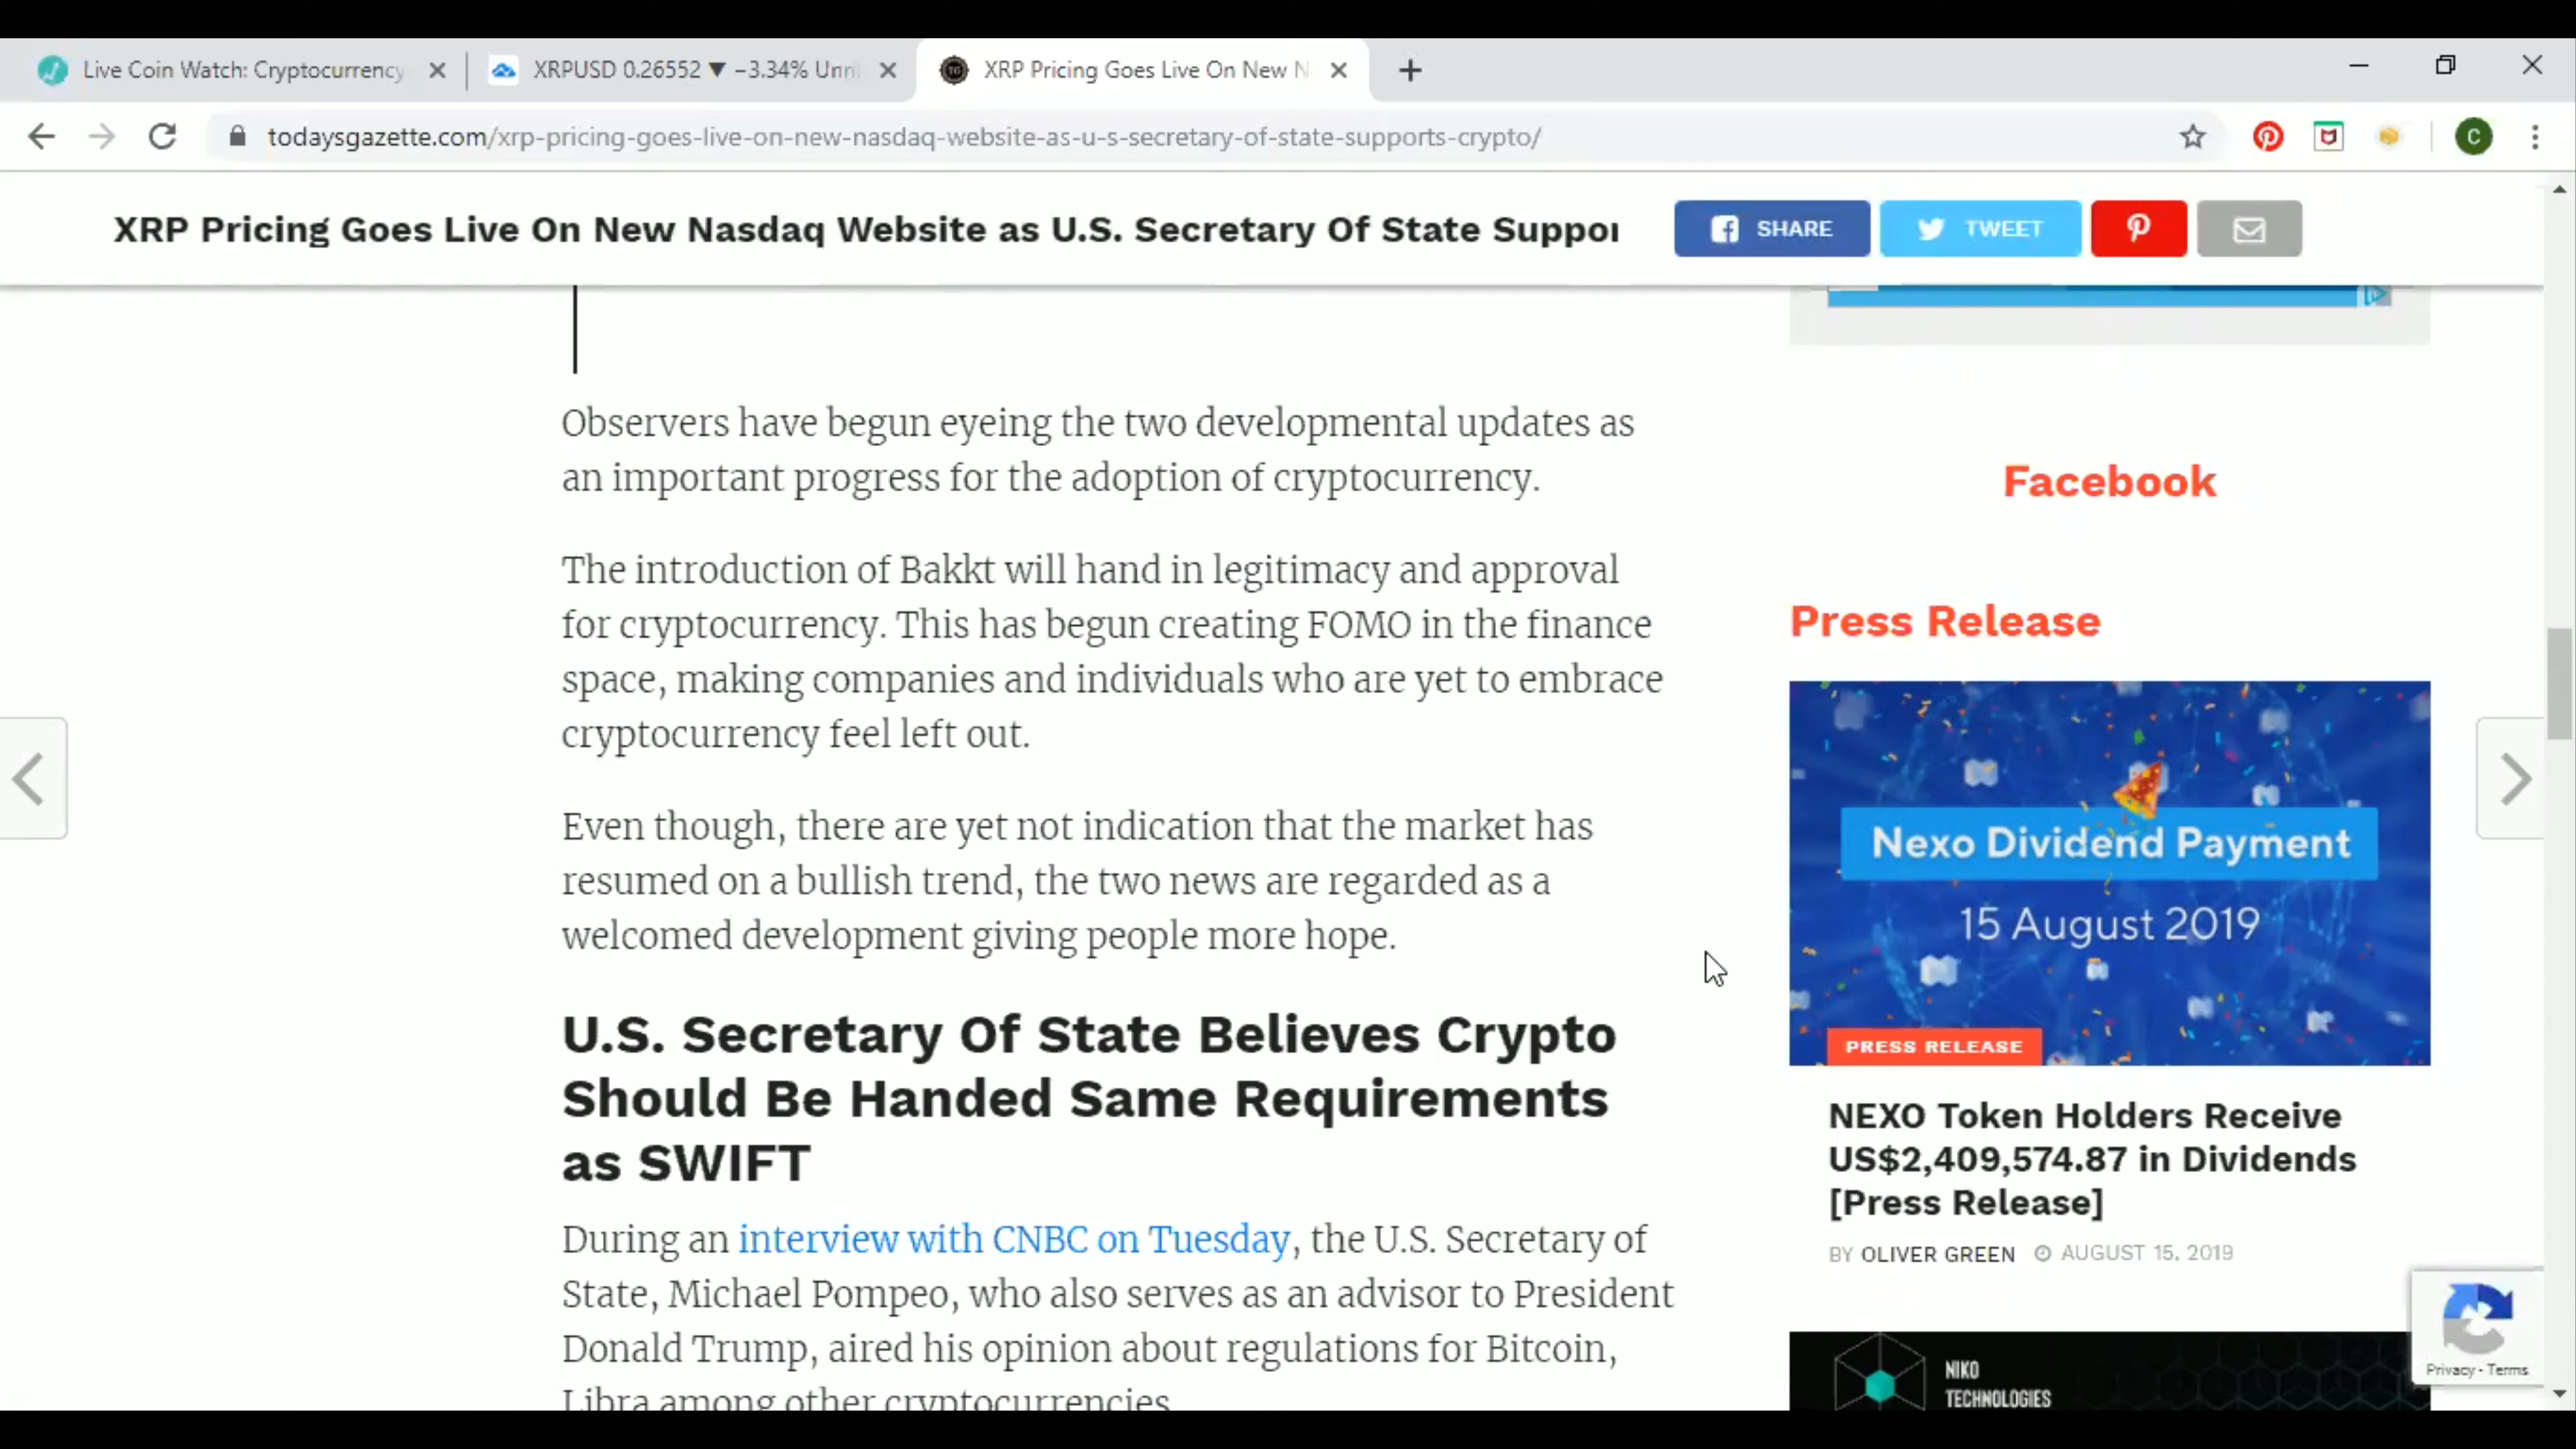 Live Coin Watch: Cryptocurrency
XRPUSD 0.26552 ▼ −3.34% Unn
XRP Pricing Goes Live On New N
todaysgazette.com/xrp-pricing-goes-live-on-new-nasdaq-website-as-u-s-secretary-of-state-supports-crypto/
C
XRP Pricing Goes Live On New Nasdaq Website as U.S. Secretary Of State Suppor
SHARE
TWEET
Observers have begun eyeing the two developmental updates as
an important progress for the adoption of cryptocurrency.
The introduction of Bakkt will hand in legitimacy and approval
for cryptocurrency. This has begun creating FOMO in the finance
space, making companies and individuals who are yet to embrace
cryptocurrency feel left out.
Even though, there are yet not indication that the market has
resumed on a bullish trend, the two news are regarded as a
welcomed development giving people more hope.
U.S. Secretary Of State Believes Crypto
Should Be Handed Same Requirements
as SWIFT
During an interview with CNBC on Tuesday, the U.S. Secretary of
State, Michael Pompeo, who also serves as an advisor to President
Donald Trump, aired his opinion about regulations for Bitcoin,
Libra among other cryptocurrencies
Facebook
Press Release
Nexo Dividend Payment
15 August 2019
PRESS RELEASE
NEXO Token Holders Receive
US$2,409,574.87 in Dividends
[Press Release]
BY OLIVER GREEN AUGUST 15, 2019
NIKO
TECHNOLOGIES
Privacy - Terms